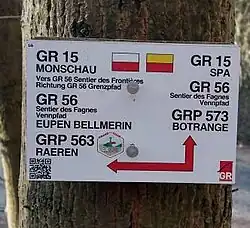 GR 15
MONSCHAU
Vers GR 56 Sentier des Frontières
Richtung GR 56 Grenzpfad
GR 56
Sentier des Fagnes
Vennpfad
EUPEN BELLMERIN
GRP 563
RAEREN
GR 15
SPA
GR 56
Sentier des Fagnes
Vennpfad
GRP 573
BOTRANGE
GR